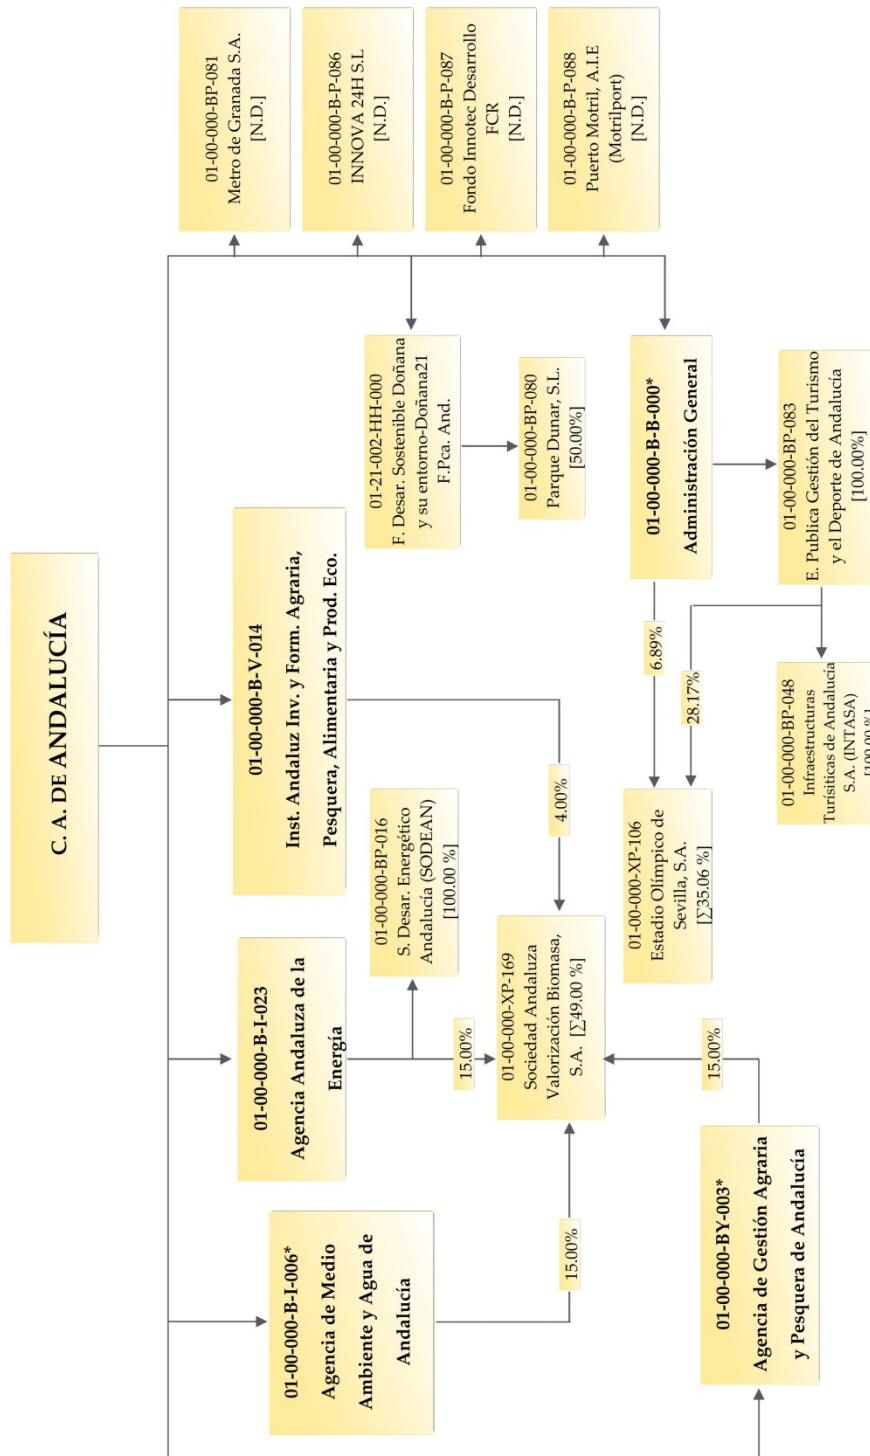 C. A. DE ANDALUCÍA
01-00-000-B-I-006*
Agencia de Medio
Ambiente y Agua de
Andalucía
01-00-000-B-I-023
Agencia Andaluza de la
Energía
01-00-000-B-V-014
Inst. Andaluz Inv. y Form. Agraria,
Pesquera, Alimentaria y Prod. Eco.
01-00-000-BP-081
Metro de Granada S.A.
[N.D.]
01-00-000-B-P-086
INNOVA 24H S.L
[N.D.]
01-00-000-B-P-087
Fondo Innotec Desarrollo
FCR
[N.D.]
01-00-000-B-P-088
Puerto Motril, A.I.E
(Motrilport)
[N.D.]
01-00-000-BP-016
S. Desar. Energético
Andalucía (SODEAN)
[100.00 %]
01-21-002-HH-000
F. Desar. Sostenible Doñana
y su entorno-Doñana21
F.Pca. And.
01-00-000-BP-080
Parque Dunar, S.L.
[50.00%]
15.00%
15.00%
4.00%
01-00-000-XP-169
Sociedad Andaluza
Valorización Biomasa,
S.A. [∑49.00 %]
15.00%
01-00-000-BY-003*
Agencia de Gestión Agraria
y Pesquera de Andalucía
01-00-000-B-B-000*
Administración General
6.89%
28.17%
01-00-000-XP-106
Estadio Olímpico de
Sevilla, S.A.
[∑35.06 %]
01-00-000-BP-083
E. Publica Gestión del Turismo
y el Deporte de Andalucía
[100.00%]
01-00-000-BP-048
Infraestructuras
Turísiticas de Andalucía
S.A. (INTASA)
[100.00 %]